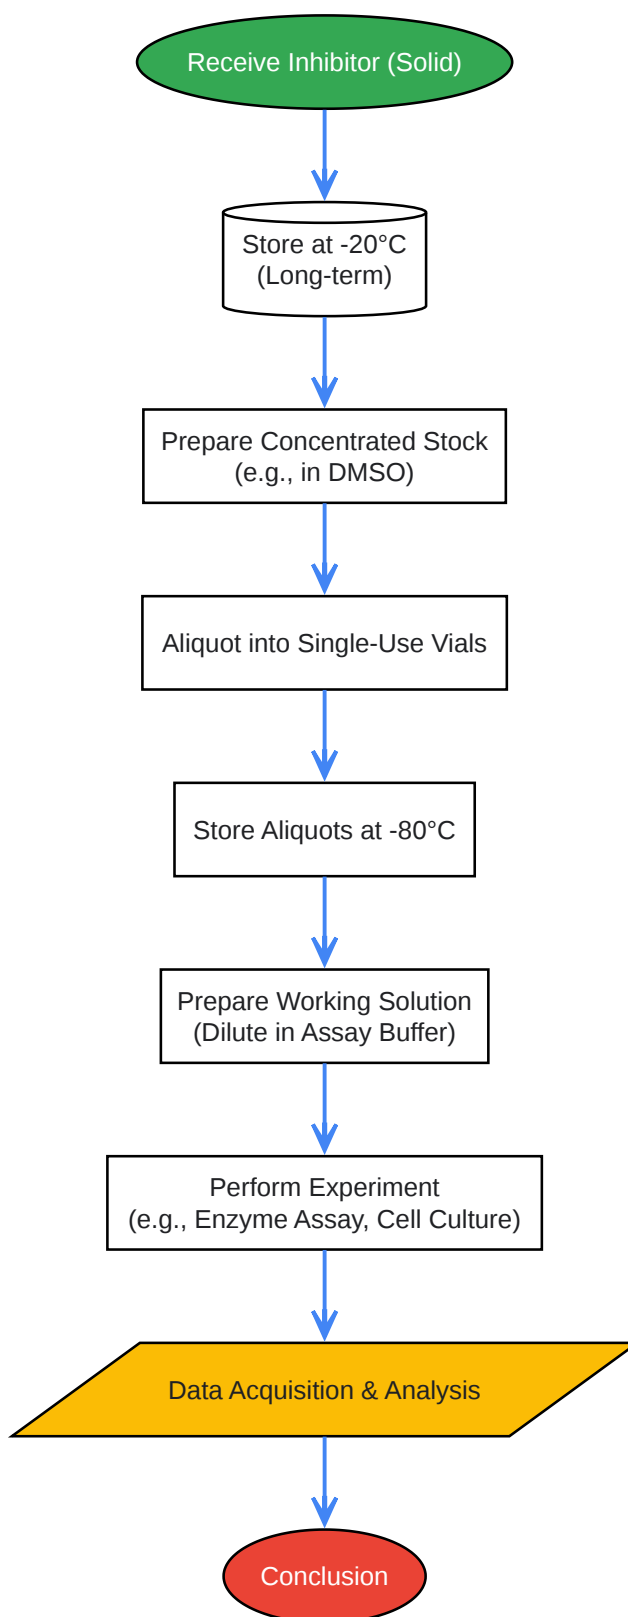 Receive Inhibitor (Solid)
Store at -20°C
(Long-term)
Prepare Concentrated Stock
(e.g., in DMSO)
Aliquot into Single-Use Vials
Store Aliquots at -80°C
Prepare Working Solution
(Dilute in Assay Buffer)
Perform Experiment
(e.g., Enzyme Assay, Cell Culture)
Data Acquisition & Analysis
Conclusion